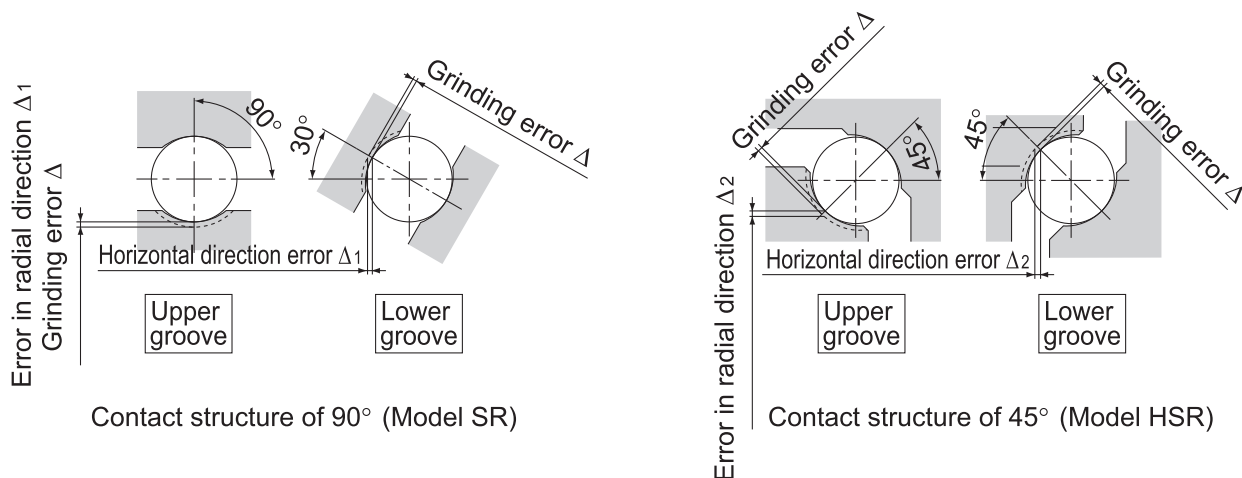 Error in radial direction Δ1
Grinding error Δ
90°
30°
Grinding error Δ
Horizontal direction error Δ1
Upper
groove
Lower
groove
Contact structure of 90° (Model SR)
Error in radial direction Δ2
Grinding error Δ
45°
45°
Grinding error Δ
Horizontal direction error Δ2
Upper
groove
Lower
groove
Contact structure of 45° (Model HSR)